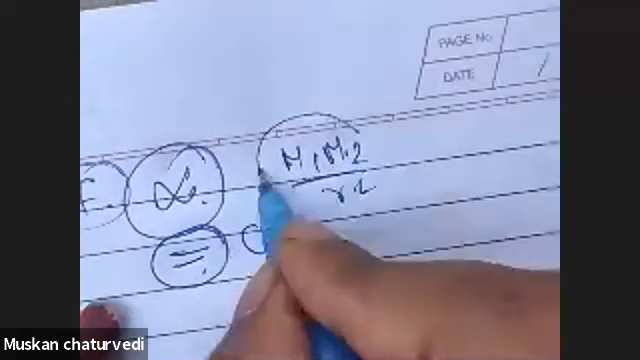 PAGE No
DATE /
F. ∝ M1M2
r2
= G
Muskan chaturvedi